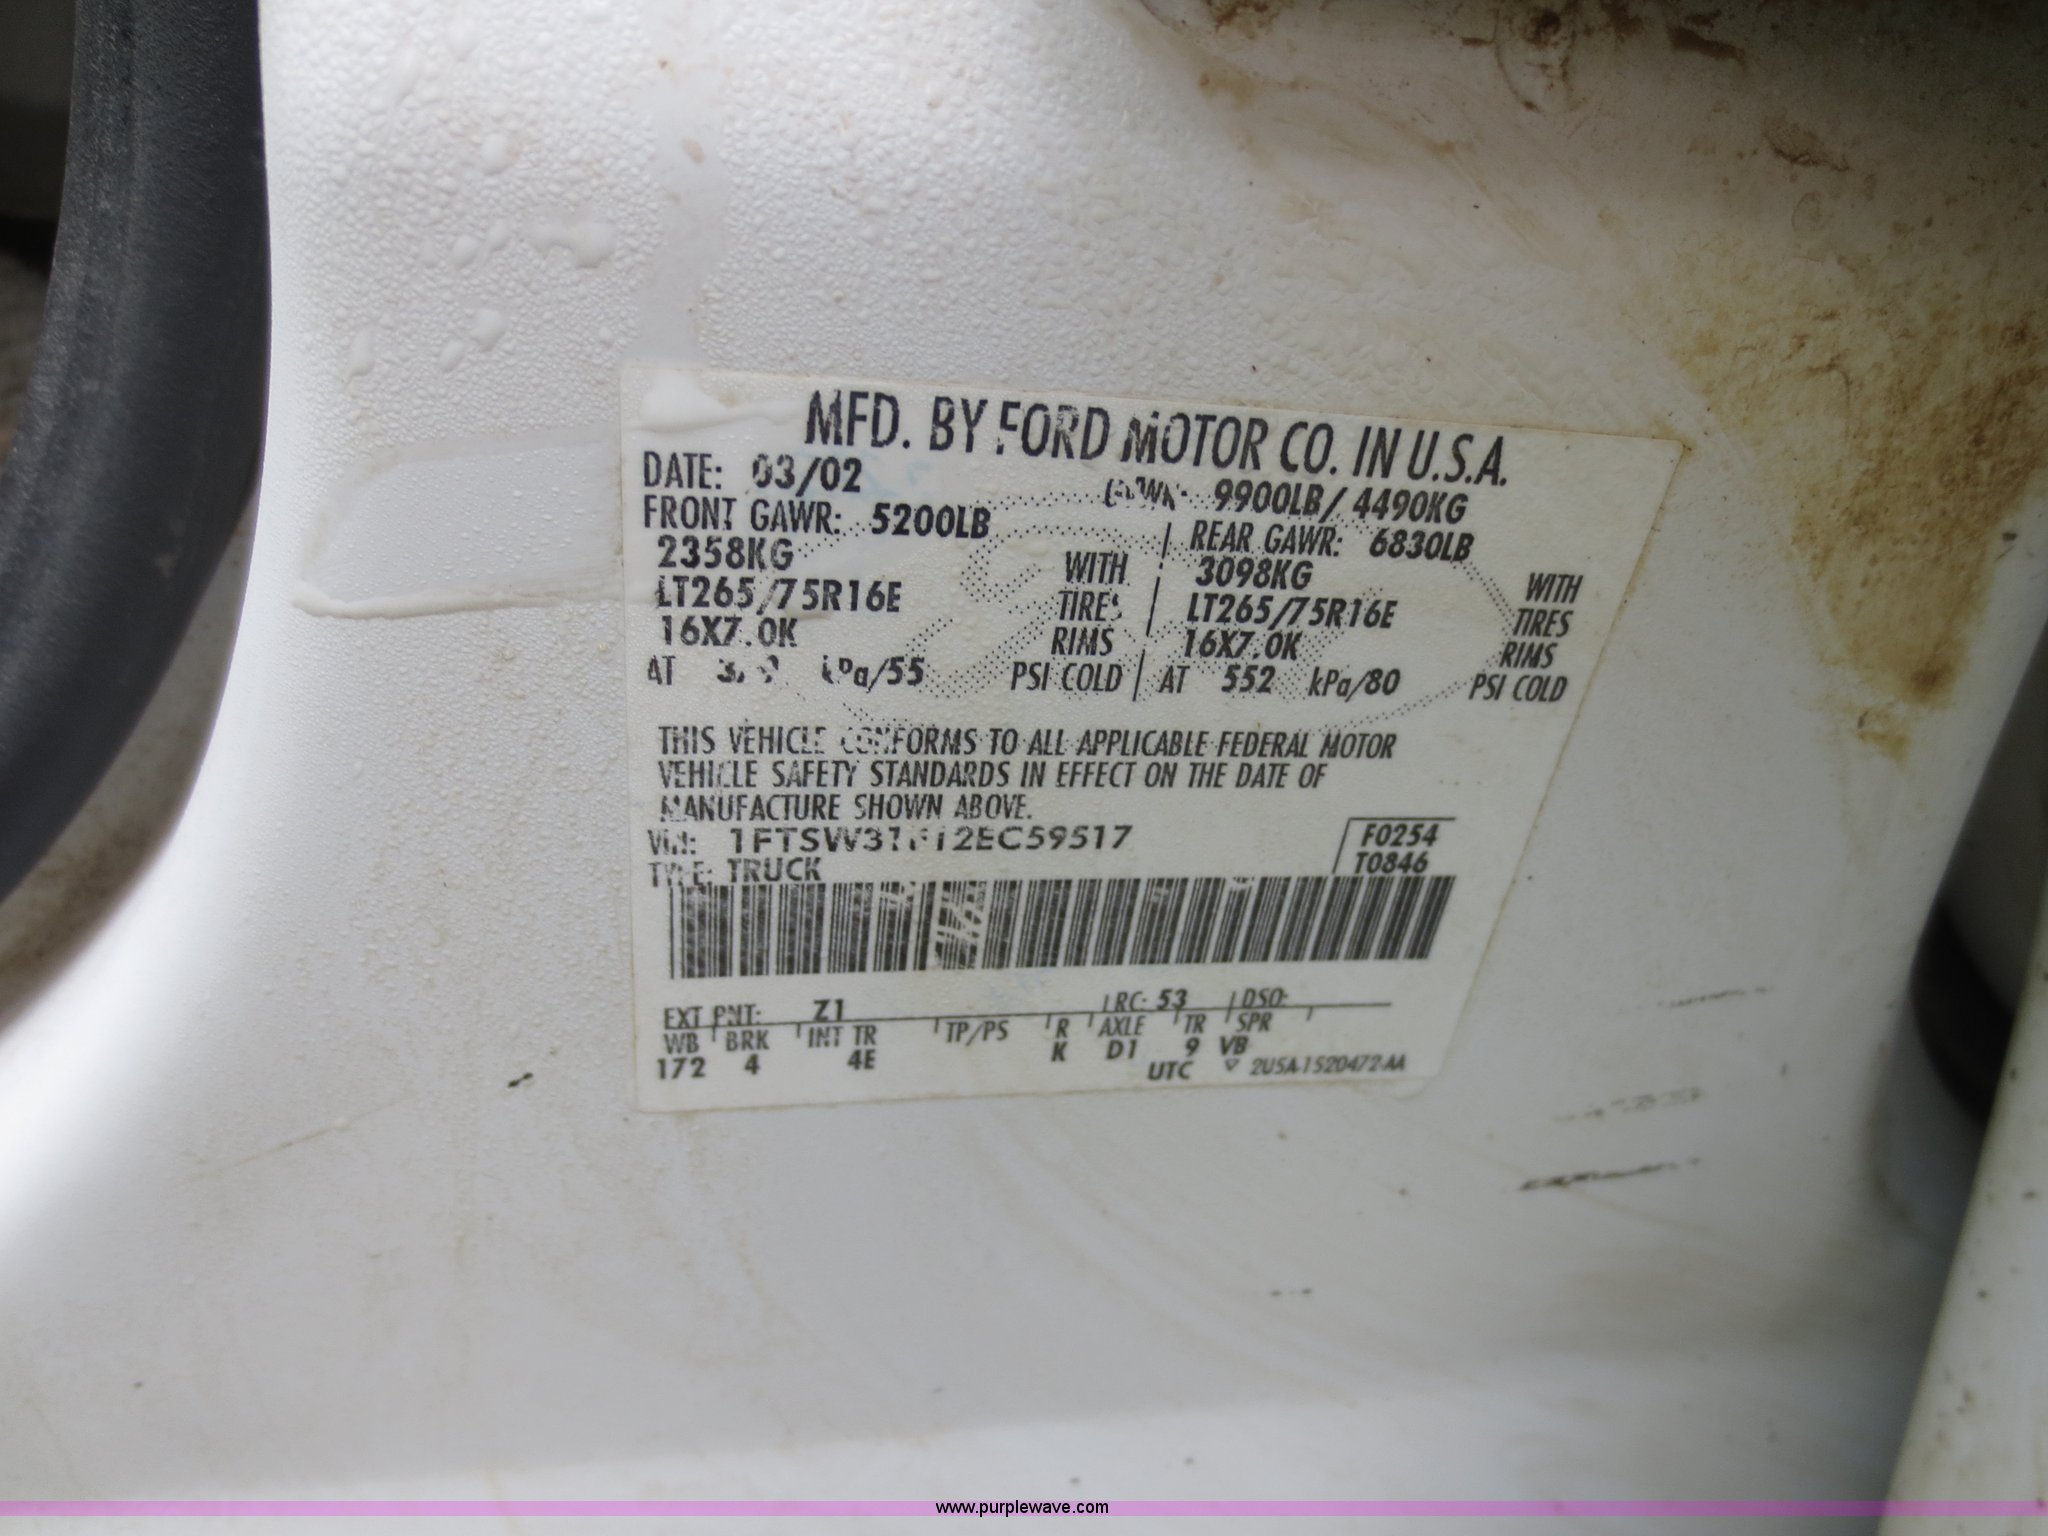 MFD. BY FORD MOTOR CO. IN U.S.A.
DATE: 03/02 9900LB/ 4490KG
FRONT GAWR: 5200LB REAR GAWR: 6830LB
2358KG WITH 3098KG WITH
LT265/75R16E TIRES LT265/75R16E TIRES
16X7.0K RIMS 16X7.0K RIMS
AT kPa/55 PSI COLD AT 552 kPa/80 PSI COLD
THIS VEHICLE CONFORMS TO ALL APPLICABLE FEDERAL MOTOR
VEHICLE SAFETY STANDARDS IN EFFECT ON THE DATE OF
MANUFACTURE SHOWN ABOVE.
VIN:
F0254
TYPE: TRUCK
T0846
EXT PNT: Z1 RC: 53 DSO:
WB BRK INT TR TP/PS R AXLE TR SPR
172 4 4E K D1 9 VB
UTC ▽ 2U5A-1520472-AA
www.purplewave.com